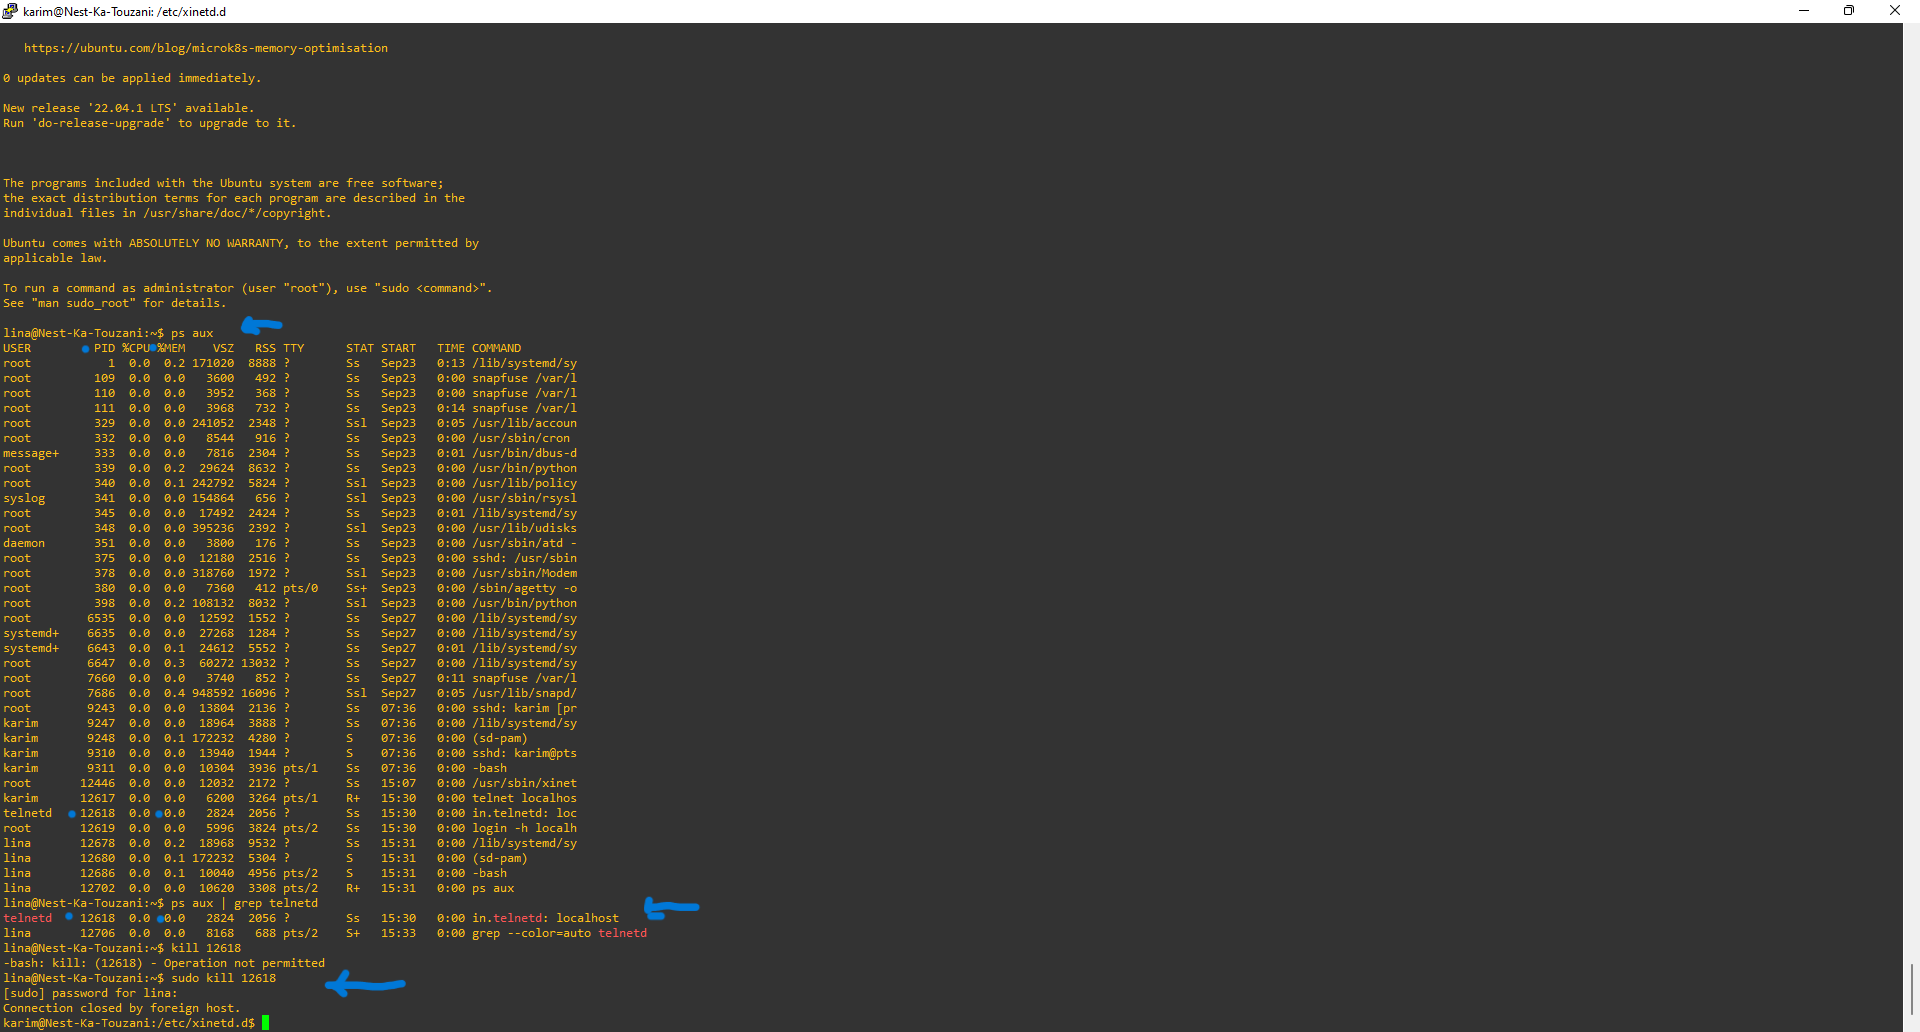 karim@Nest-Ka-Touzani: /etc/xinetd.d
https://ubuntu.com/blog/microk8s-memory-optimisation
0 updates can be applied immediately.
New release '22.04.1 LTS' available.
Run 'do-release-upgrade' to upgrade to it.
The programs included with the Ubuntu system are free software;
the exact distribution terms for each program are described in the
individual files in /usr/share/doc/*/copyright.
Ubuntu comes with ABSOLUTELY NO WARRANTY, to the extent permitted by
applicable law.
To run a command as administrator (user "root"), use "sudo <command>".
See "man sudo_root" for details.
lina@Nest-Ka-Touzani:~$ ps aux
USER PID %CPU %MEM VSZ RSS TTY STAT START TIME COMMAND
root 1 0.0 0.2 171020 8888 ? Ss Sep23 0:13 /lib/systemd/sy
root 109 0.0 0.0 3600 492 ? Ss Sep23 0:00 snapfuse /var/l
root 110 0.0 0.0 3952 368 ? Ss Sep23 0:00 snapfuse /var/l
root 111 0.0 0.0 3968 732 ? Ss Sep23 0:14 snapfuse /var/l
root 329 0.0 0.0 241052 2348 ? Ssl Sep23 0:05 /usr/lib/accoun
root 332 0.0 0.0 8544 916 ? Ss Sep23 0:00 /usr/sbin/cron
message+ 333 0.0 0.0 7816 2304 ? Ss Sep23 0:01 /usr/bin/dbus-d
root 339 0.0 0.2 29624 8632 ? Ss Sep23 0:00 /usr/bin/python
root 340 0.0 0.1 242792 5824 ? Ssl Sep23 0:00 /usr/lib/policy
syslog 341 0.0 0.0 154864 656 ? Ssl Sep23 0:00 /usr/sbin/rsysl
root 345 0.0 0.0 17492 2424 ? Ss Sep23 0:01 /lib/systemd/sy
root 348 0.0 0.0 395236 2392 ? Ssl Sep23 0:00 /usr/lib/udisks
daemon 351 0.0 0.0 3800 176 ? Ss Sep23 0:00 /usr/sbin/atd -
root 375 0.0 0.0 12180 2516 ? Ss Sep23 0:00 sshd: /usr/sbin
root 378 0.0 0.0 318760 1972 ? Ssl Sep23 0:00 /usr/sbin/Modem
root 380 0.0 0.0 7360 412 pts/0 Ss+ Sep23 0:00 /sbin/agetty -o
root 398 0.0 0.2 108132 8032 ? Ssl Sep23 0:00 /usr/bin/python
root 6535 0.0 0.0 12592 1552 ? Ss Sep27 0:00 /lib/systemd/sy
systemd+ 6635 0.0 0.0 27268 1284 ? Ss Sep27 0:00 /lib/systemd/sy
systemd+ 6643 0.0 0.1 24612 5552 ? Ss Sep27 0:01 /lib/systemd/sy
root 6647 0.0 0.3 60272 13032 ? Ss Sep27 0:00 /lib/systemd/sy
root 7660 0.0 0.0 3740 852 ? Ss Sep27 0:11 snapfuse /var/l
root 7686 0.0 0.4 948592 16096 ? Ssl Sep27 0:05 /usr/lib/snapd/
root 9243 0.0 0.0 13804 2136 ? Ss 07:36 0:00 sshd: karim [pr
karim 9247 0.0 0.0 18964 3888 ? Ss 07:36 0:00 /lib/systemd/sy
karim 9248 0.0 0.1 172232 4280 ? S 07:36 0:00 (sd-pam)
karim 9310 0.0 0.0 13940 1944 ? S 07:36 0:00 sshd: karim@pts
karim 9311 0.0 0.0 10304 3936 pts/1 Ss 07:36 0:00 -bash
root 12446 0.0 0.0 12032 2172 ? Ss 15:07 0:00 /usr/sbin/xinet
karim 12617 0.0 0.0 6200 3264 pts/1 R+ 15:30 0:00 telnet localhos
telnetd 12618 0.0 0.0 2824 2056 ? Ss 15:30 0:00 in.telnetd: loc
root 12619 0.0 0.0 5996 3824 pts/2 Ss 15:30 0:00 login -h localh
lina 12678 0.0 0.2 18968 9532 ? Ss 15:31 0:00 /lib/systemd/sy
lina 12680 0.0 0.1 172232 5304 ? S 15:31 0:00 (sd-pam)
lina 12686 0.0 0.1 10040 4956 pts/2 S 15:31 0:00 -bash
lina 12702 0.0 0.0 10620 3308 pts/2 R+ 15:31 0:00 ps aux
lina@Nest-Ka-Touzani:~$ ps aux | grep telnetd
telnetd 12618 0.0 0.0 2824 2056 ? Ss 15:30 0:00 in.telnetd: localhost
lina 12706 0.0 0.0 8168 688 pts/2 S+ 15:33 0:00 grep --color=auto telnetd
lina@Nest-Ka-Touzani:~$ kill 12618
-bash: kill: (12618) - Operation not permitted
lina@Nest-Ka-Touzani:~$ sudo kill 12618
[sudo] password for lina:
Connection closed by foreign host.
karim@Nest-Ka-Touzani:/etc/xinetd.d$